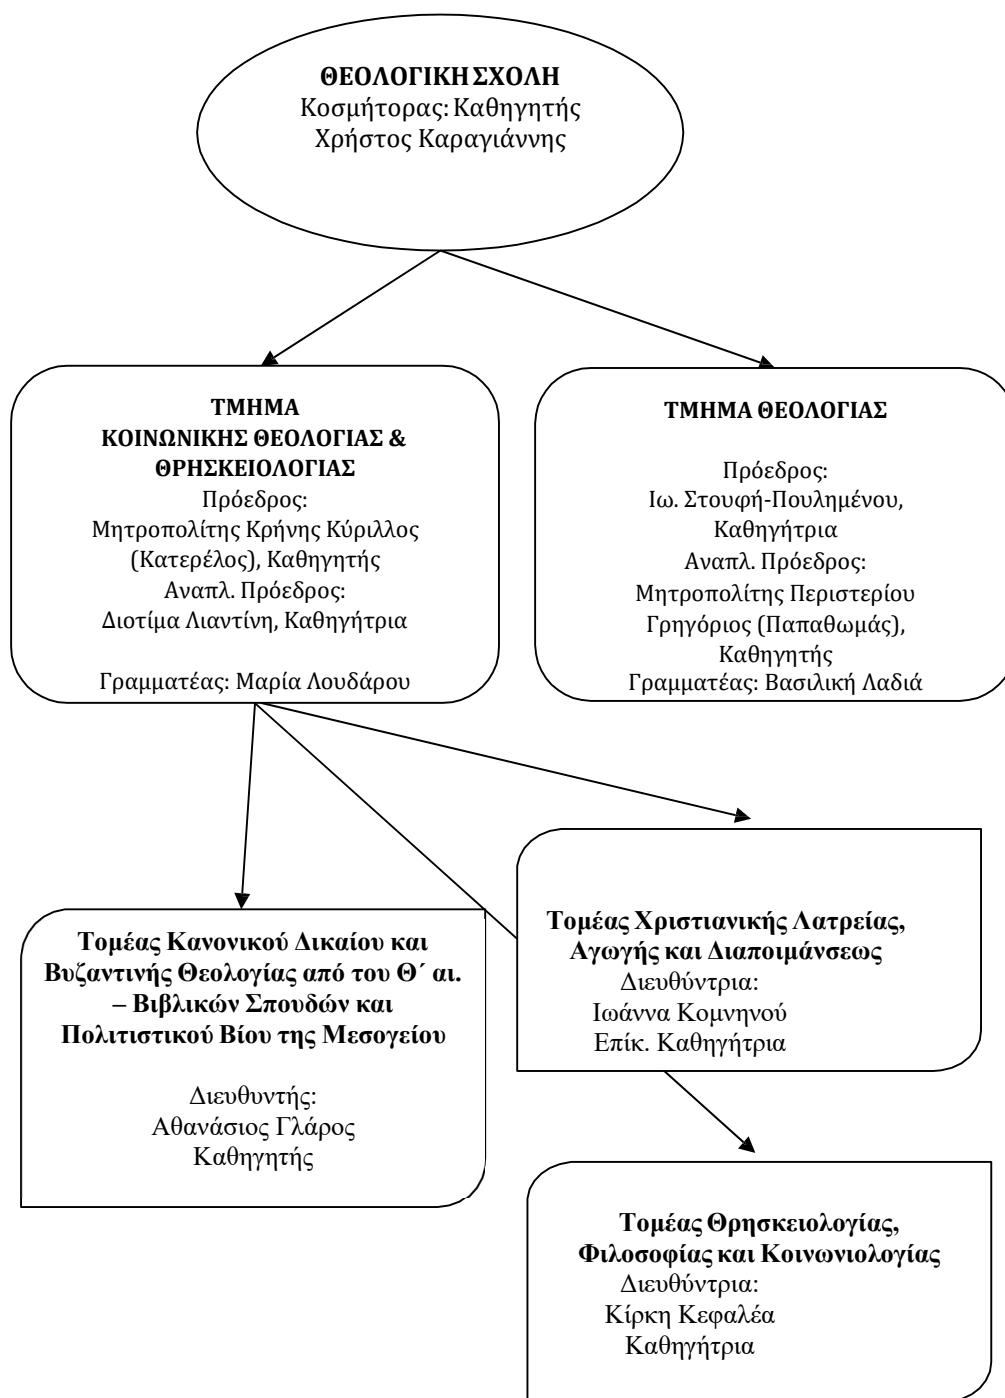 ΘΕΟΛΟΓΙΚΗ ΣΧΟΛΗ
Κοσμήτορας: Καθηγητής
Χρήστος Καραγιάννης
ΤΜΗΜΑ
ΚΟΙΝΩΝΙΚΗΣ ΘΕΟΛΟΓΙΑΣ &
ΘΡΗΣΚΕΙΟΛΟΓΙΑΣ
Πρόεδρος:
Μητροπολίτης Κρήνης Κύριλλος
(Κατερέλος), Καθηγητής
Αναπλ. Πρόεδρος:
Διοτίμα Λιαντίνη, Καθηγήτρια
Γραμματέας: Μαρία Λουδάρου
ΤΜΗΜΑ ΘΕΟΛΟΓΙΑΣ
Πρόεδρος:
Ιω. Στουφή-Πουλημένου,
Καθηγήτρια
Αναπλ. Πρόεδρος:
Μητροπολίτης Περιστερίου
Γρηγόριος (Παπαθωμάς),
Καθηγητής
Γραμματέας: Βασιλική Λαδιά
Τομέας Κανονικού Δικαίου και
Βυζαντινής Θεολογίας από του Θ΄ αι.
– Βιβλικών Σπουδών και
Πολιτιστικού Βίου της Μεσογείου
Διευθυντής:
Αθανάσιος Γλάρος
Καθηγητής
Τομέας Χριστιανικής Λατρείας,
Αγωγής και Διαποιμάνσεως
Διευθύντρια:
Ιωάννα Κομνηνού
Επίκ. Καθηγήτρια
Τομέας Θρησκειολογίας,
Φιλοσοφίας και Κοινωνιολογίας
Διευθύντρια:
Κίρκη Κεφαλέα
Καθηγήτρια